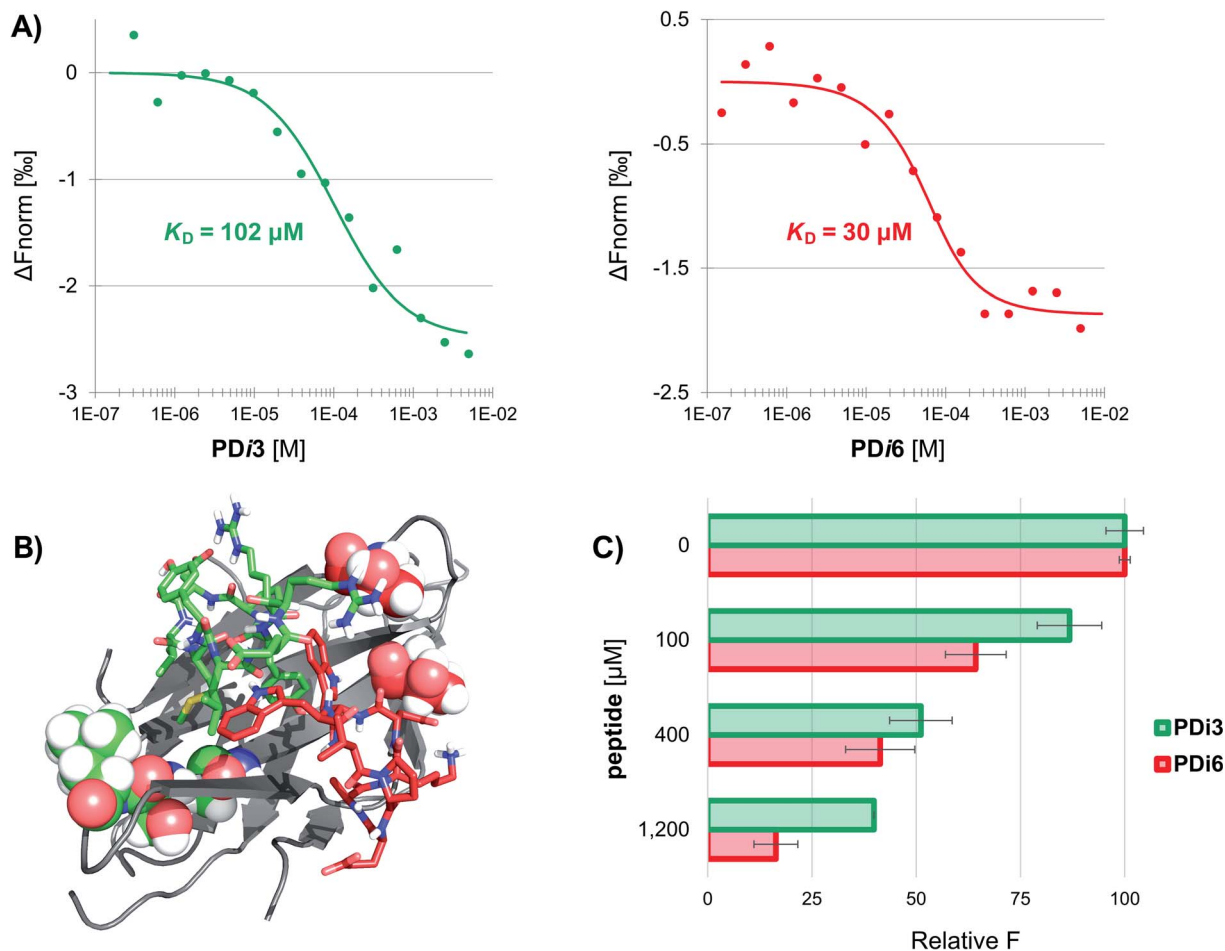 A)
0
-1
-2
-3
ΔFnorm [‰]
K_D = 102 μM
1E-07 1E-06 1E-05 1E-04 1E-03 1E-02
PDi3 [M]
0.5
-0.5
-1.5
-2.5
ΔFnorm [‰]
K_D = 30 μM
1E-07 1E-06 1E-05 1E-04 1E-03 1E-02
PDi6 [M]
B)
C)
peptide [μM]
0
100
400
1,200
0 25 50 75 100
Relative F
PDi3
PDi6